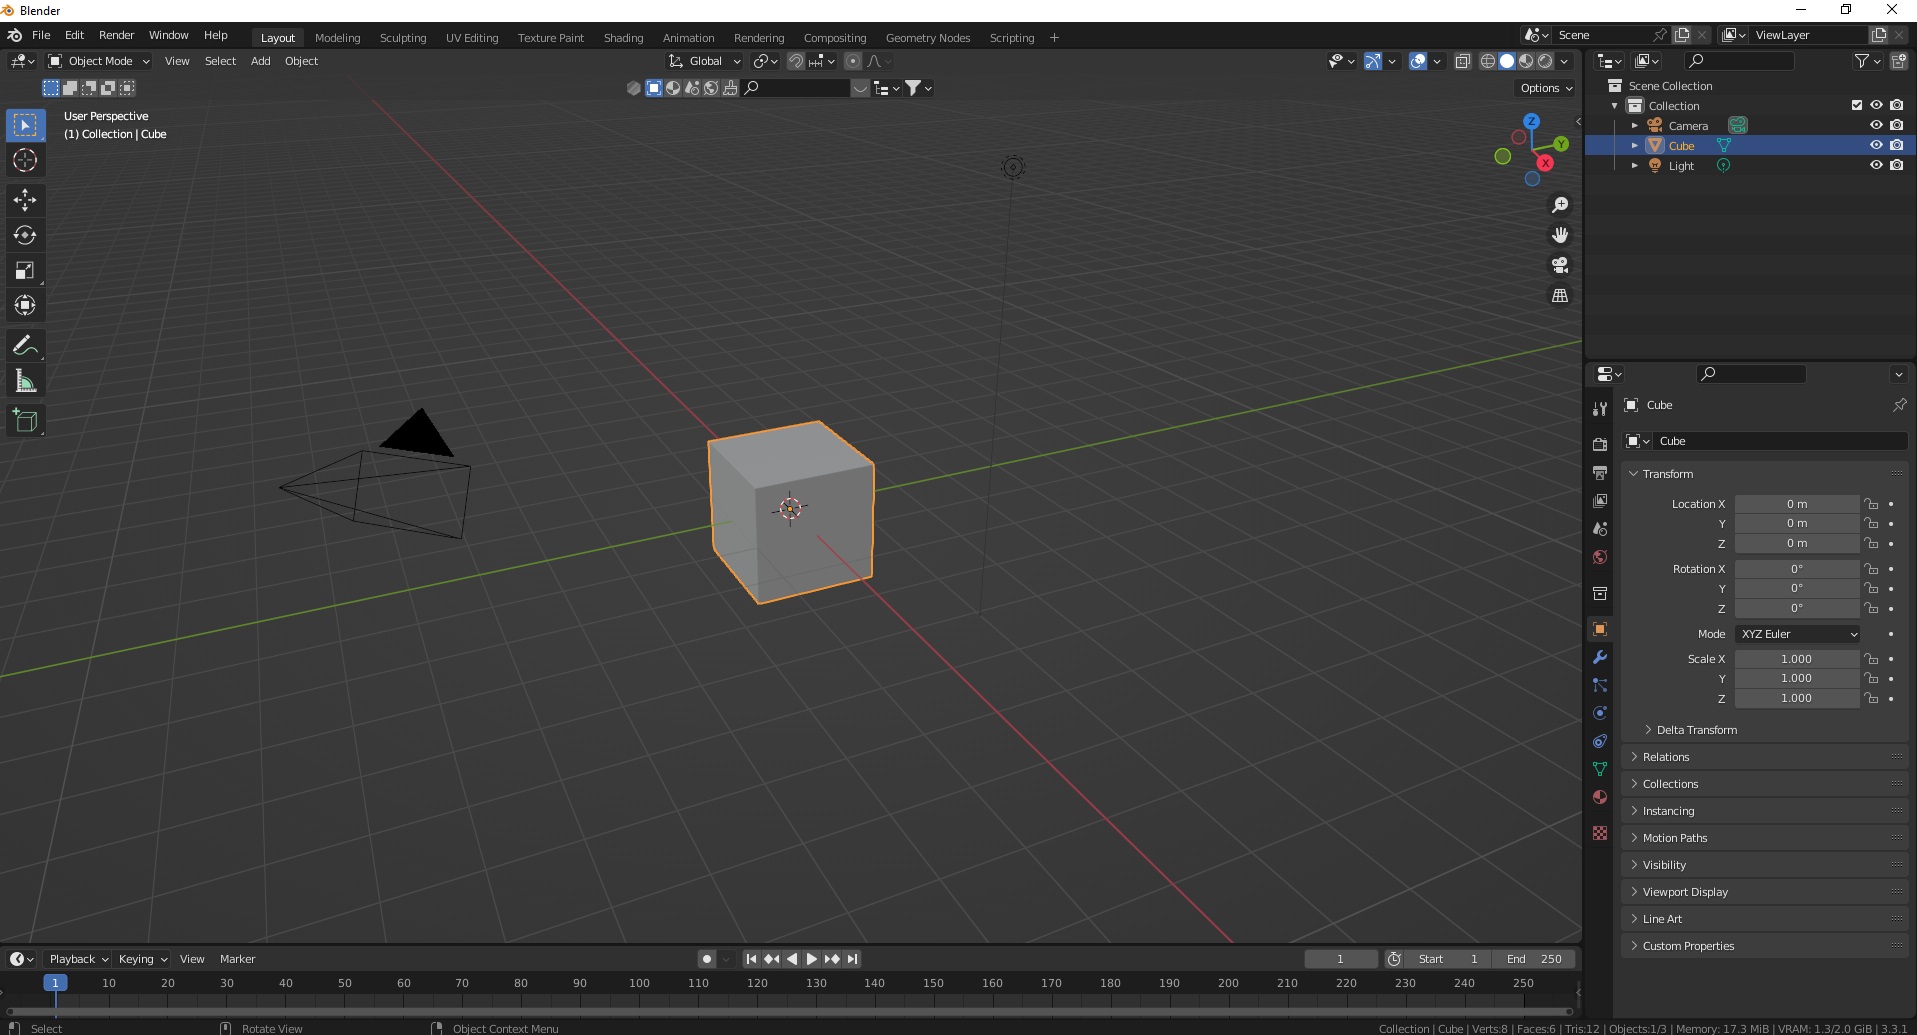 Blender
File Edit Render Window Help Layout Modeling Sculpting UV Editing Texture Paint Shading Animation Rendering Compositing Geometry Nodes Scripting + Scene ViewLayer
Object Mode View Select Add Object Global
Options
User Perspective
(1) Collection | Cube
Z
Y
X
Scene Collection
Collection
Camera
Cube
Light
Cube
Cube
Transform
Location X 0 m
Y 0 m
Z 0 m
Rotation X 0°
Y 0°
Z 0°
Mode XYZ Euler
Scale X 1.000
Y 1.000
Z 1.000
Delta Transform
Relations
Collections
Instancing
Motion Paths
Visibility
Viewport Display
Line Art
Custom Properties
Playback Keying View Marker 1 Start 1 End 250
1 10 20 30 40 50 60 70 80 90 100 110 120 130 140 150 160 170 180 190 200 210 220 230 240 250
Select Rotate View Object Context Menu Collection | Cube | Verts:8 | Faces:6 | Tris:12 | Objects:1/3 | Memory: 17.3 MiB | VRAM: 1.3/2.0 GiB | 3.3.1